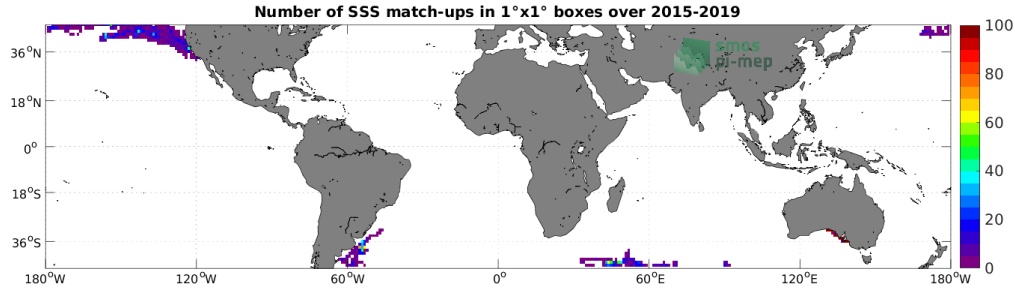 Number of SSS match-ups in 1°x1° boxes over 2015-2019
smos
pi-mep
36°N
18°N
0°
18°S
36°S
180°W
120°W
60°W
0°
60°E
120°E
180°W
100
80
60
40
20
0